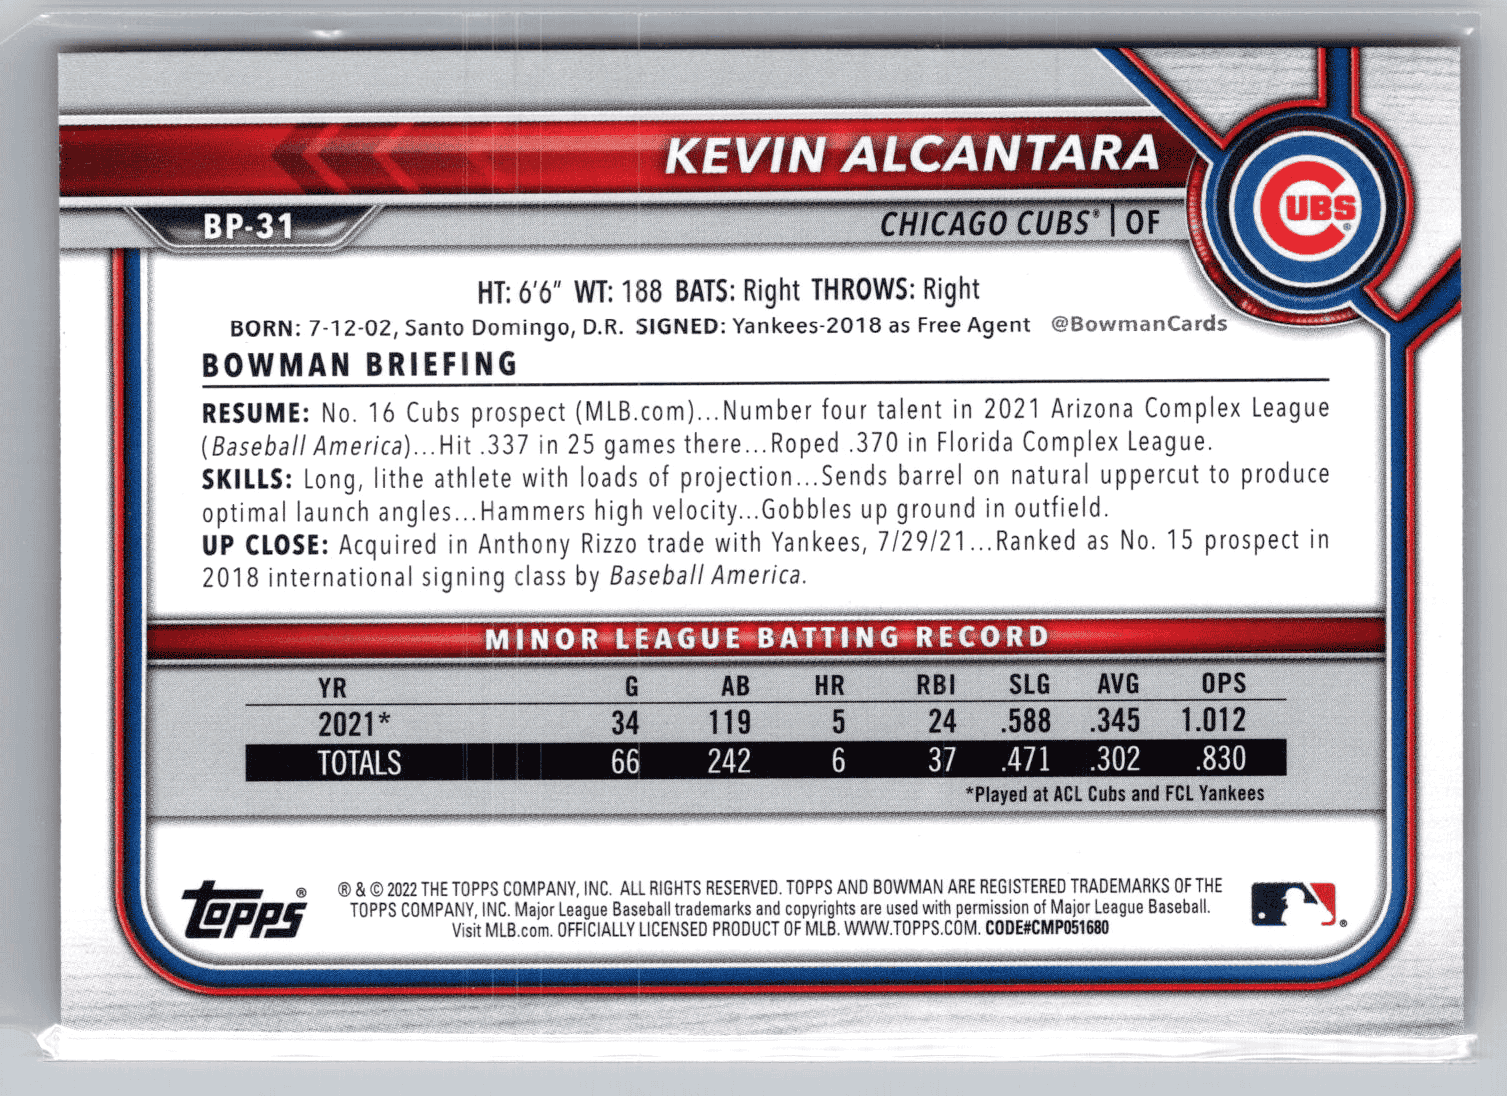 KEVIN ALCANTARA
BP-31
CHICAGO CUBS® | OF
CUBS®
HT: 6'6" WT: 188 BATS: Right THROWS: Right
BORN: 7-12-02, Santo Domingo, D.R. SIGNED: Yankees-2018 as Free Agent @BowmanCards
BOWMAN BRIEFING
RESUME: No. 16 Cubs prospect (MLB.com)...Number four talent in 2021 Arizona Complex League
(Baseball America)...Hit .337 in 25 games there...Roped .370 in Florida Complex League.
SKILLS: Long, lithe athlete with loads of projection...Sends barrel on natural uppercut to produce
optimal launch angles...Hammers high velocity...Gobbles up ground in outfield.
UP CLOSE: Acquired in Anthony Rizzo trade with Yankees, 7/29/21...Ranked as No. 15 prospect in
2018 international signing class by Baseball America.
MINOR LEAGUE BATTING RECORD
YR G AB HR RBI SLG AVG OPS
2021* 34 119 5 24 .588 .345 1.012
TOTALS 66 242 6 37 .471 .302 .830
*Played at ACL Cubs and FCL Yankees
TOPPS®
® & © 2022 THE TOPPS COMPANY, INC. ALL RIGHTS RESERVED. TOPPS AND BOWMAN ARE REGISTERED TRADEMARKS OF THE
TOPPS COMPANY, INC. Major League Baseball trademarks and copyrights are used with permission of Major League Baseball.
Visit MLB.com. OFFICIALLY LICENSED PRODUCT OF MLB. WWW.TOPPS.COM. CODE#CMP051680
®